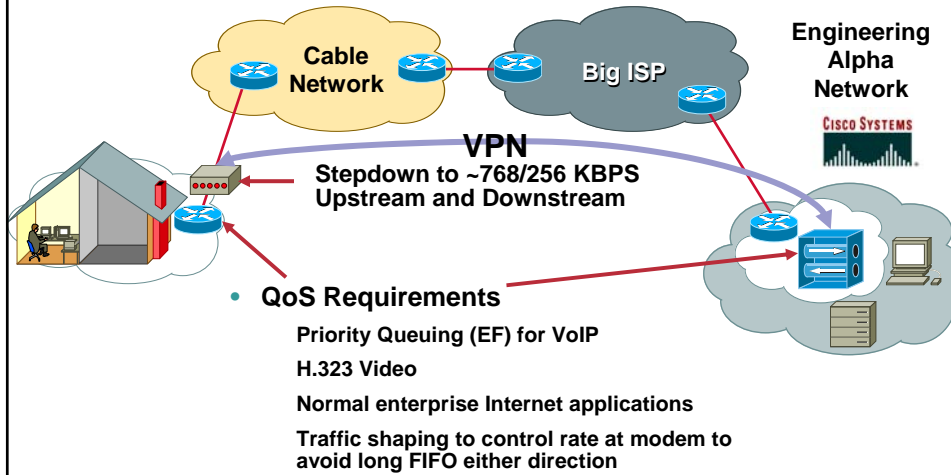 Cable
Network
Big ISP
Engineering
Alpha
Network
CISCO SYSTEMS
VPN
Stepdown to ~768/256 KBPS
Upstream and Downstream
• QoS Requirements
Priority Queuing (EF) for VoIP
H.323 Video
Normal enterprise Internet applications
Traffic shaping to control rate at modem to
avoid long FIFO either direction